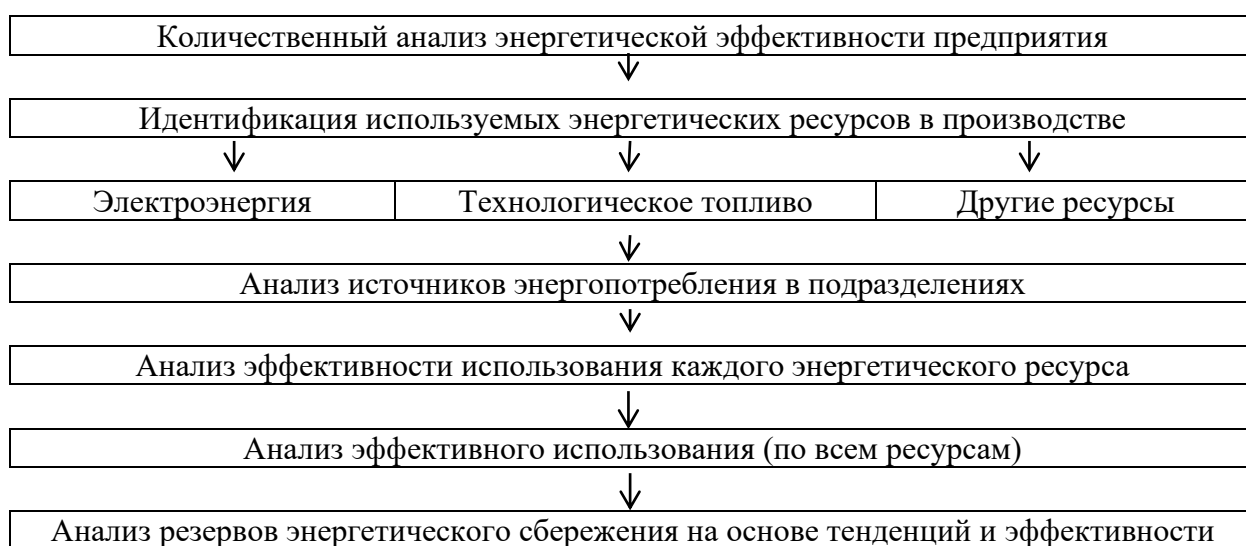 Количественный анализ энергетической эффективности предприятия
Идентификация используемых энергетических ресурсов в производстве
Электроэнергия
Технологическое топливо
Другие ресурсы
Анализ источников энергопотребления в подразделениях
Анализ эффективности использования каждого энергетического ресурса
Анализ эффективного использования (по всем ресурсам)
Анализ резервов энергетического сбережения на основе тенденций и эффективности